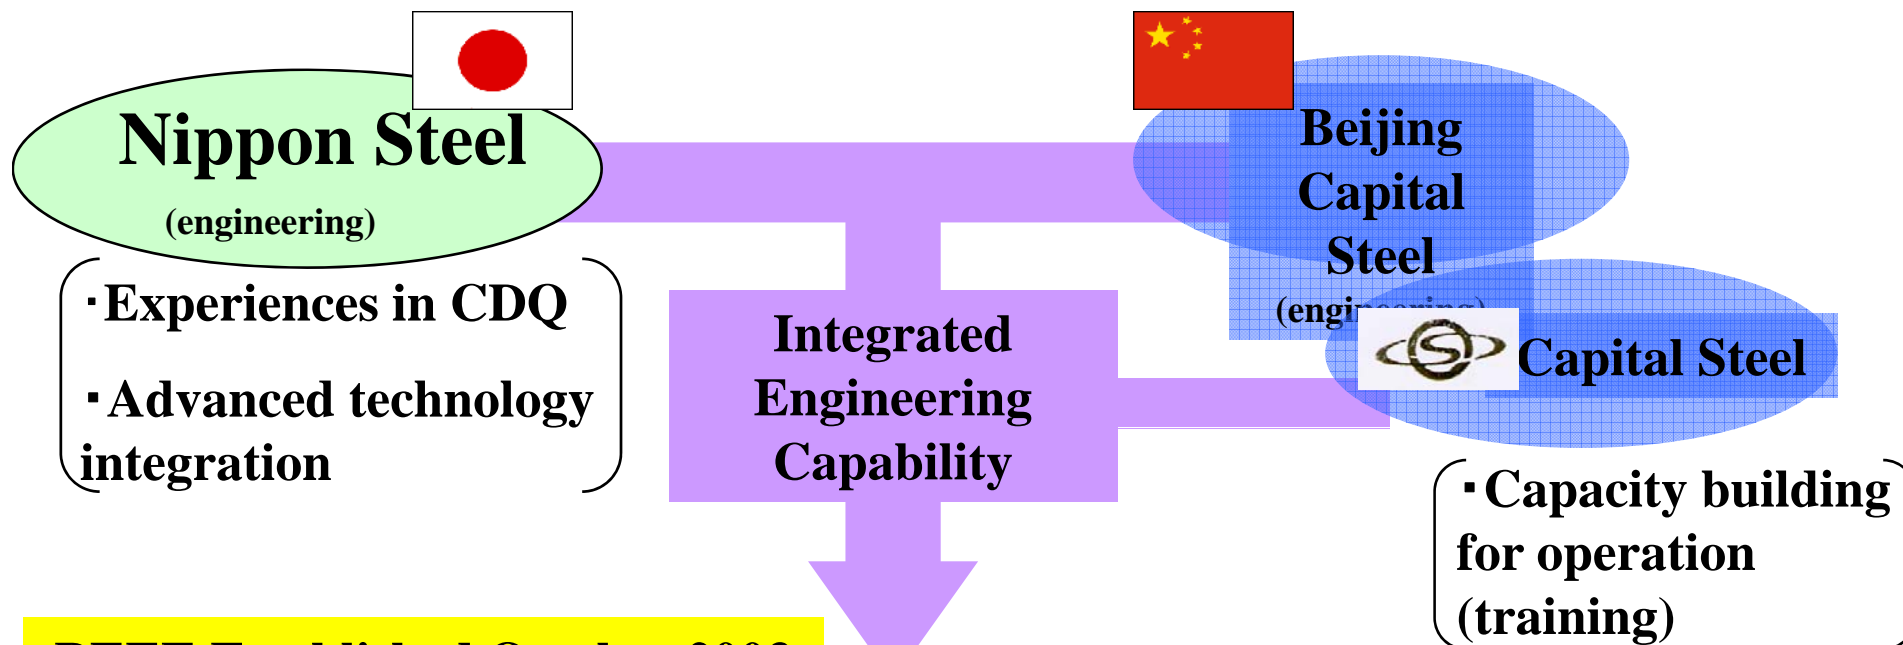 Nippon Steel
(engineering)
・Experiences in CDQ
・Advanced technology
integration
Integrated
Engineering
Capability
Beijing
Capital
Steel
(engineering)
Capital Steel
・Capacity building
for operation
(training)